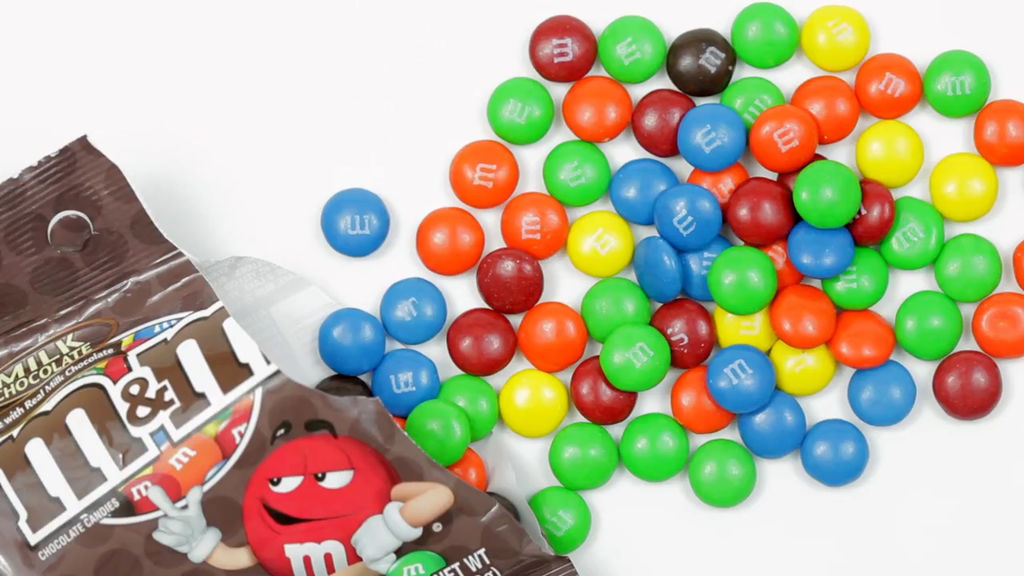 MILK
CHOCOLATE
with Real Milk Chocolate
m&m's
CHOCOLATE CANDIES
m
m
NET WT